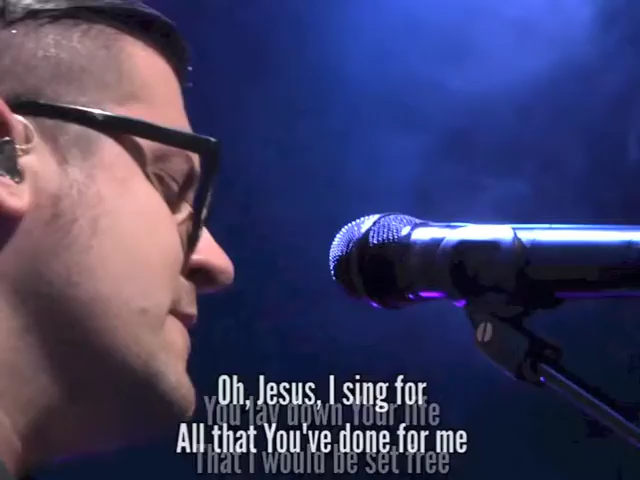 Oh, Jesus, I sing for
You lay down Your life
All that You've done for me
That I would be set free